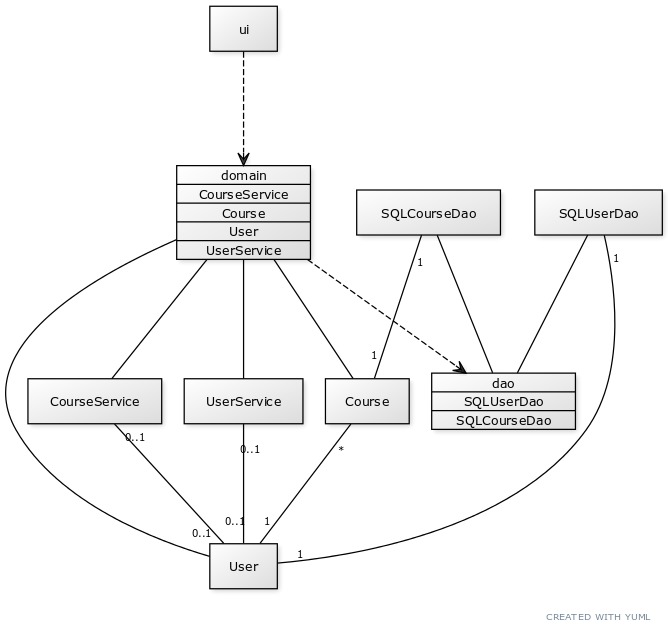 ui
domain
CourseService
Course
User
UserService
SQLCourseDao
SQLUserDao
1
1
1
dao
SQLUserDao
SQLCourseDao
CourseService
UserService
Course
0..1
0..1
*
0..1
0..1
1
1
User
CREATED WITH YUML